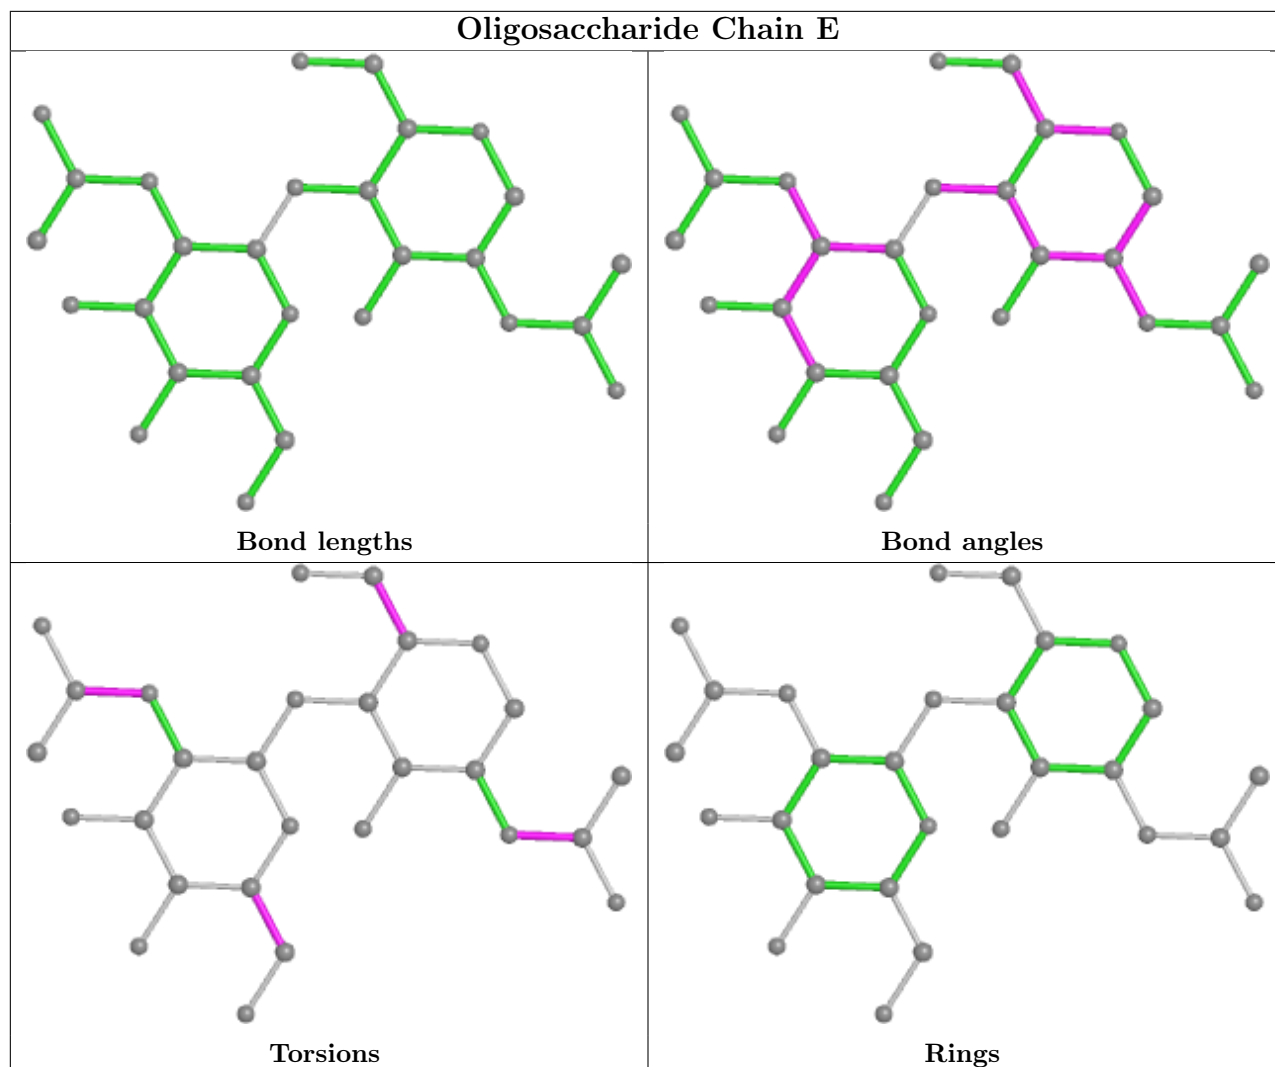 Oligosaccharide Chain E
Bond lengths
Bond angles
Torsions
Rings